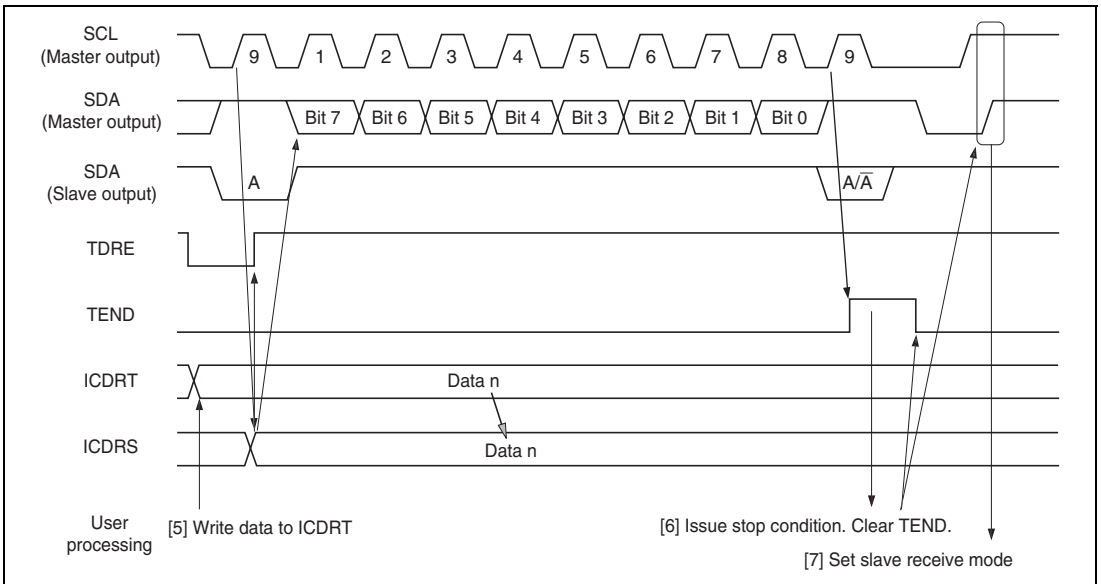 SCL
(Master output)
9 1 2 3 4 5 6 7 8 9
SDA
(Master output)
Bit 7 Bit 6 Bit 5 Bit 4 Bit 3 Bit 2 Bit 1 Bit 0
SDA
(Slave output)
A A/A̅
TDRE
TEND
ICDRT
Data n
ICDRS
Data n
User
processing
[5] Write data to ICDRT
[6] Issue stop condition. Clear TEND.
[7] Set slave receive mode